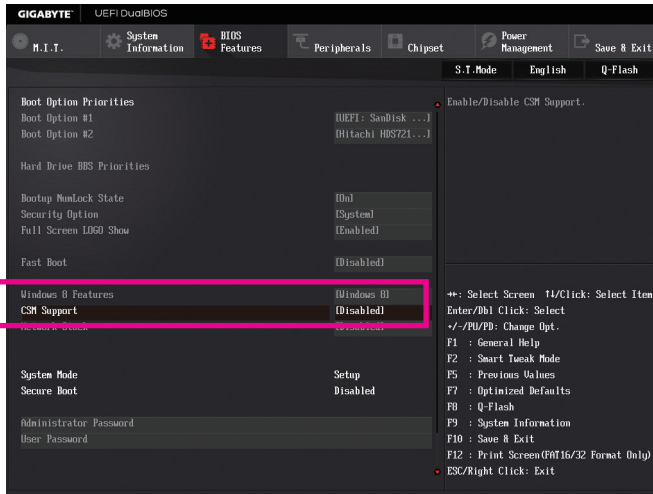 GIGABYTE™ UEFI DualBIOS
M.I.T. System Information BIOS Features Peripherals Chipset Power Management Save & Exit
S.T.Mode English Q-Flash
Boot Option Priorities
Boot Option #1 [UEFI: SanDisk ...]
Boot Option #2 [Hitachi HDS721...]
Hard Drive BBS Priorities
Bootup NumLock State [On]
Security Option [System]
Full Screen LOGO Show [Enabled]
Fast Boot [Disabled]
Windows 8 Features [Windows 8]
CSM Support [Disabled]
Network Stack [Disabled]
System Mode Setup
Secure Boot Disabled
Administrator Password
User Password
Enable/Disable CSM Support.
→←: Select Screen ↑↓/Click: Select Item
Enter/Dbl Click: Select
+/-/PU/PD: Change Opt.
F1 : General Help
F2 : Smart Tweak Mode
F5 : Previous Values
F7 : Optimized Defaults
F8 : Q-Flash
F9 : System Information
F10 : Save & Exit
F12 : Print Screen(FAT16/32 Format Only)
ESC/Right Click: Exit